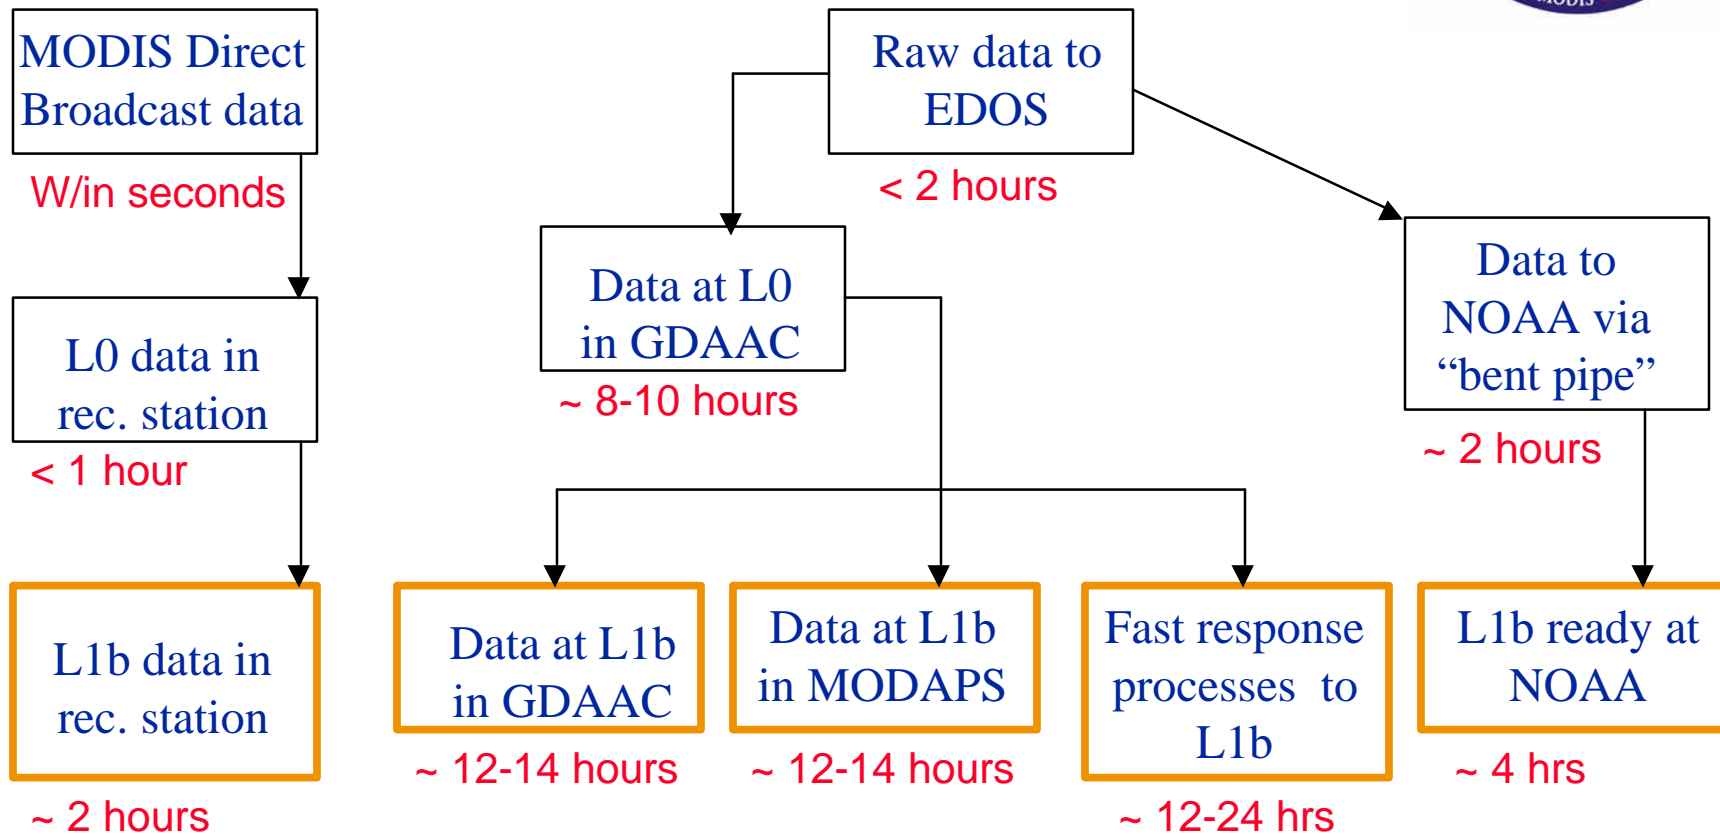 MODIS
MODIS Direct
Broadcast data
W/in seconds
L0 data in
rec. station
< 1 hour
L1b data in
rec. station
~ 2 hours
Raw data to
EDOS
< 2 hours
Data at L0
in GDAAC
~ 8-10 hours
Data to
NOAA via
“bent pipe”
~ 2 hours
Data at L1b
in GDAAC
~ 12-14 hours
Data at L1b
in MODAPS
~ 12-14 hours
Fast response
processes to
L1b
~ 12-24 hrs
L1b ready at
NOAA
~ 4 hrs